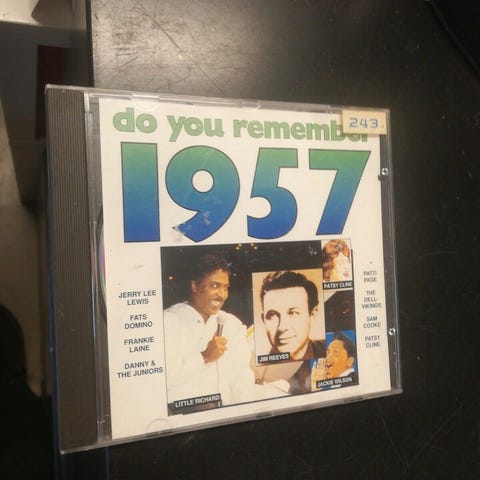 do you remember
243.
1957
JERRY LEE
LEWIS
FATS
DOMINO
FRANKIE
LAINE
DANNY &
THE JUNIORS
LITTLE RICHARD
JIM REEVES
PATSY CLINE
JACKIE WILSON
PATTI
PAGE
THE
DELL-
VIKINGS
SAM
COOKE
PATSY
CLINE